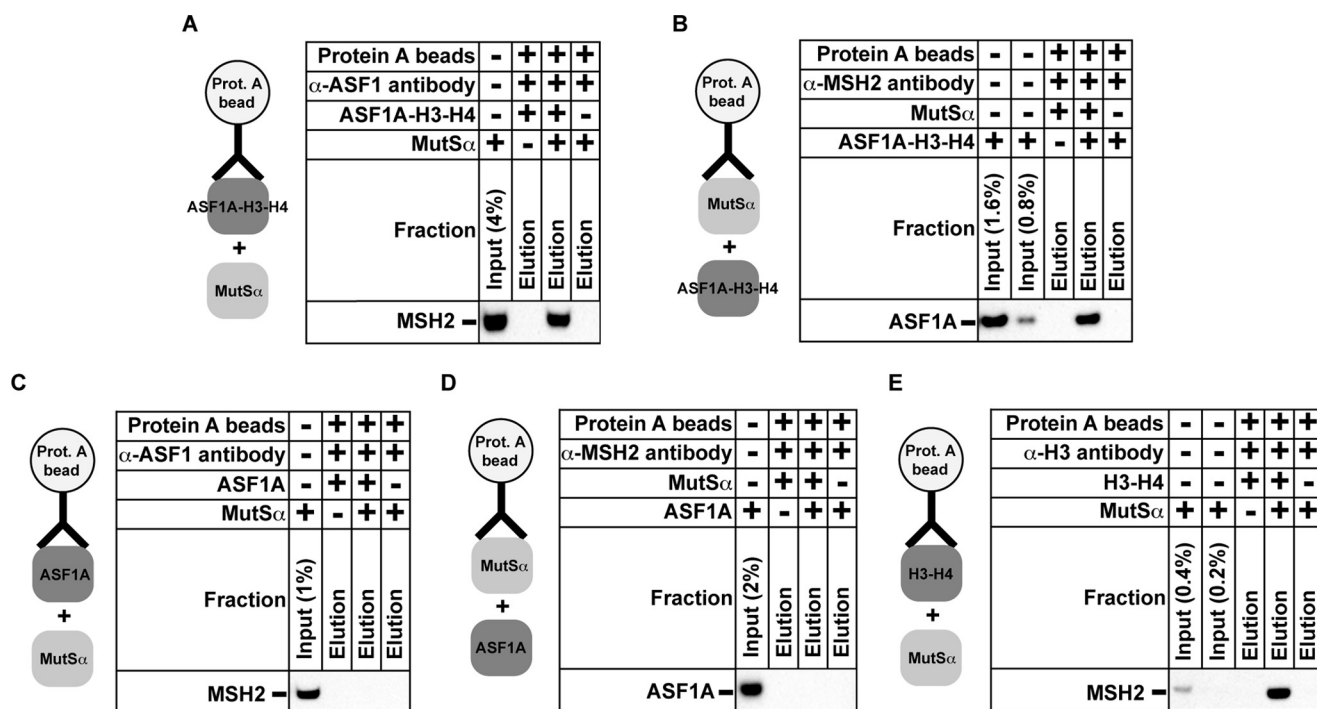 A
Prot. A
bead
ASF1A-H3-H4
+
MutSα
Protein A beads - + + +
α-ASF1 antibody - + + +
ASF1A-H3-H4 - + + -
MutSα + - + +
Fraction Input (4%) Elution Elution Elution
MSH2
B
Prot. A
bead
MutSα
+
ASF1A-H3-H4
Protein A beads - - + + +
α-MSH2 antibody - - + + +
MutSα - - + + -
ASF1A-H3-H4 + + - + +
Fraction Input (1.6%) Input (0.8%) Elution Elution Elution
ASF1A
C
Prot. A
bead
ASF1A
+
MutSα
Protein A beads - + + +
α-ASF1 antibody - + + +
ASF1A - + + -
MutSα + - + +
Fraction Input (1%) Elution Elution Elution
MSH2
D
Prot. A
bead
MutSα
+
ASF1A
Protein A beads - + + +
α-MSH2 antibody - + + +
MutSα - + + -
ASF1A + - + +
Fraction Input (2%) Elution Elution Elution
ASF1A
E
Prot. A
bead
H3-H4
+
MutSα
Protein A beads - - + + +
α-H3 antibody - - + + +
H3-H4 - - + + -
MutSα + + - + +
Fraction Input (0.4%) Input (0.2%) Elution Elution Elution
MSH2